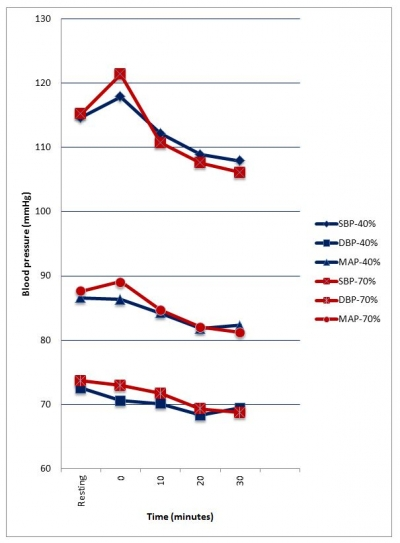 130
120
110
100
90
80
70
60
Blood pressure (mmHg)
Resting
0
10
20
30
Time (minutes)
SBP-40%
DBP-40%
MAP-40%
SBP-70%
DBP-70%
MAP-70%